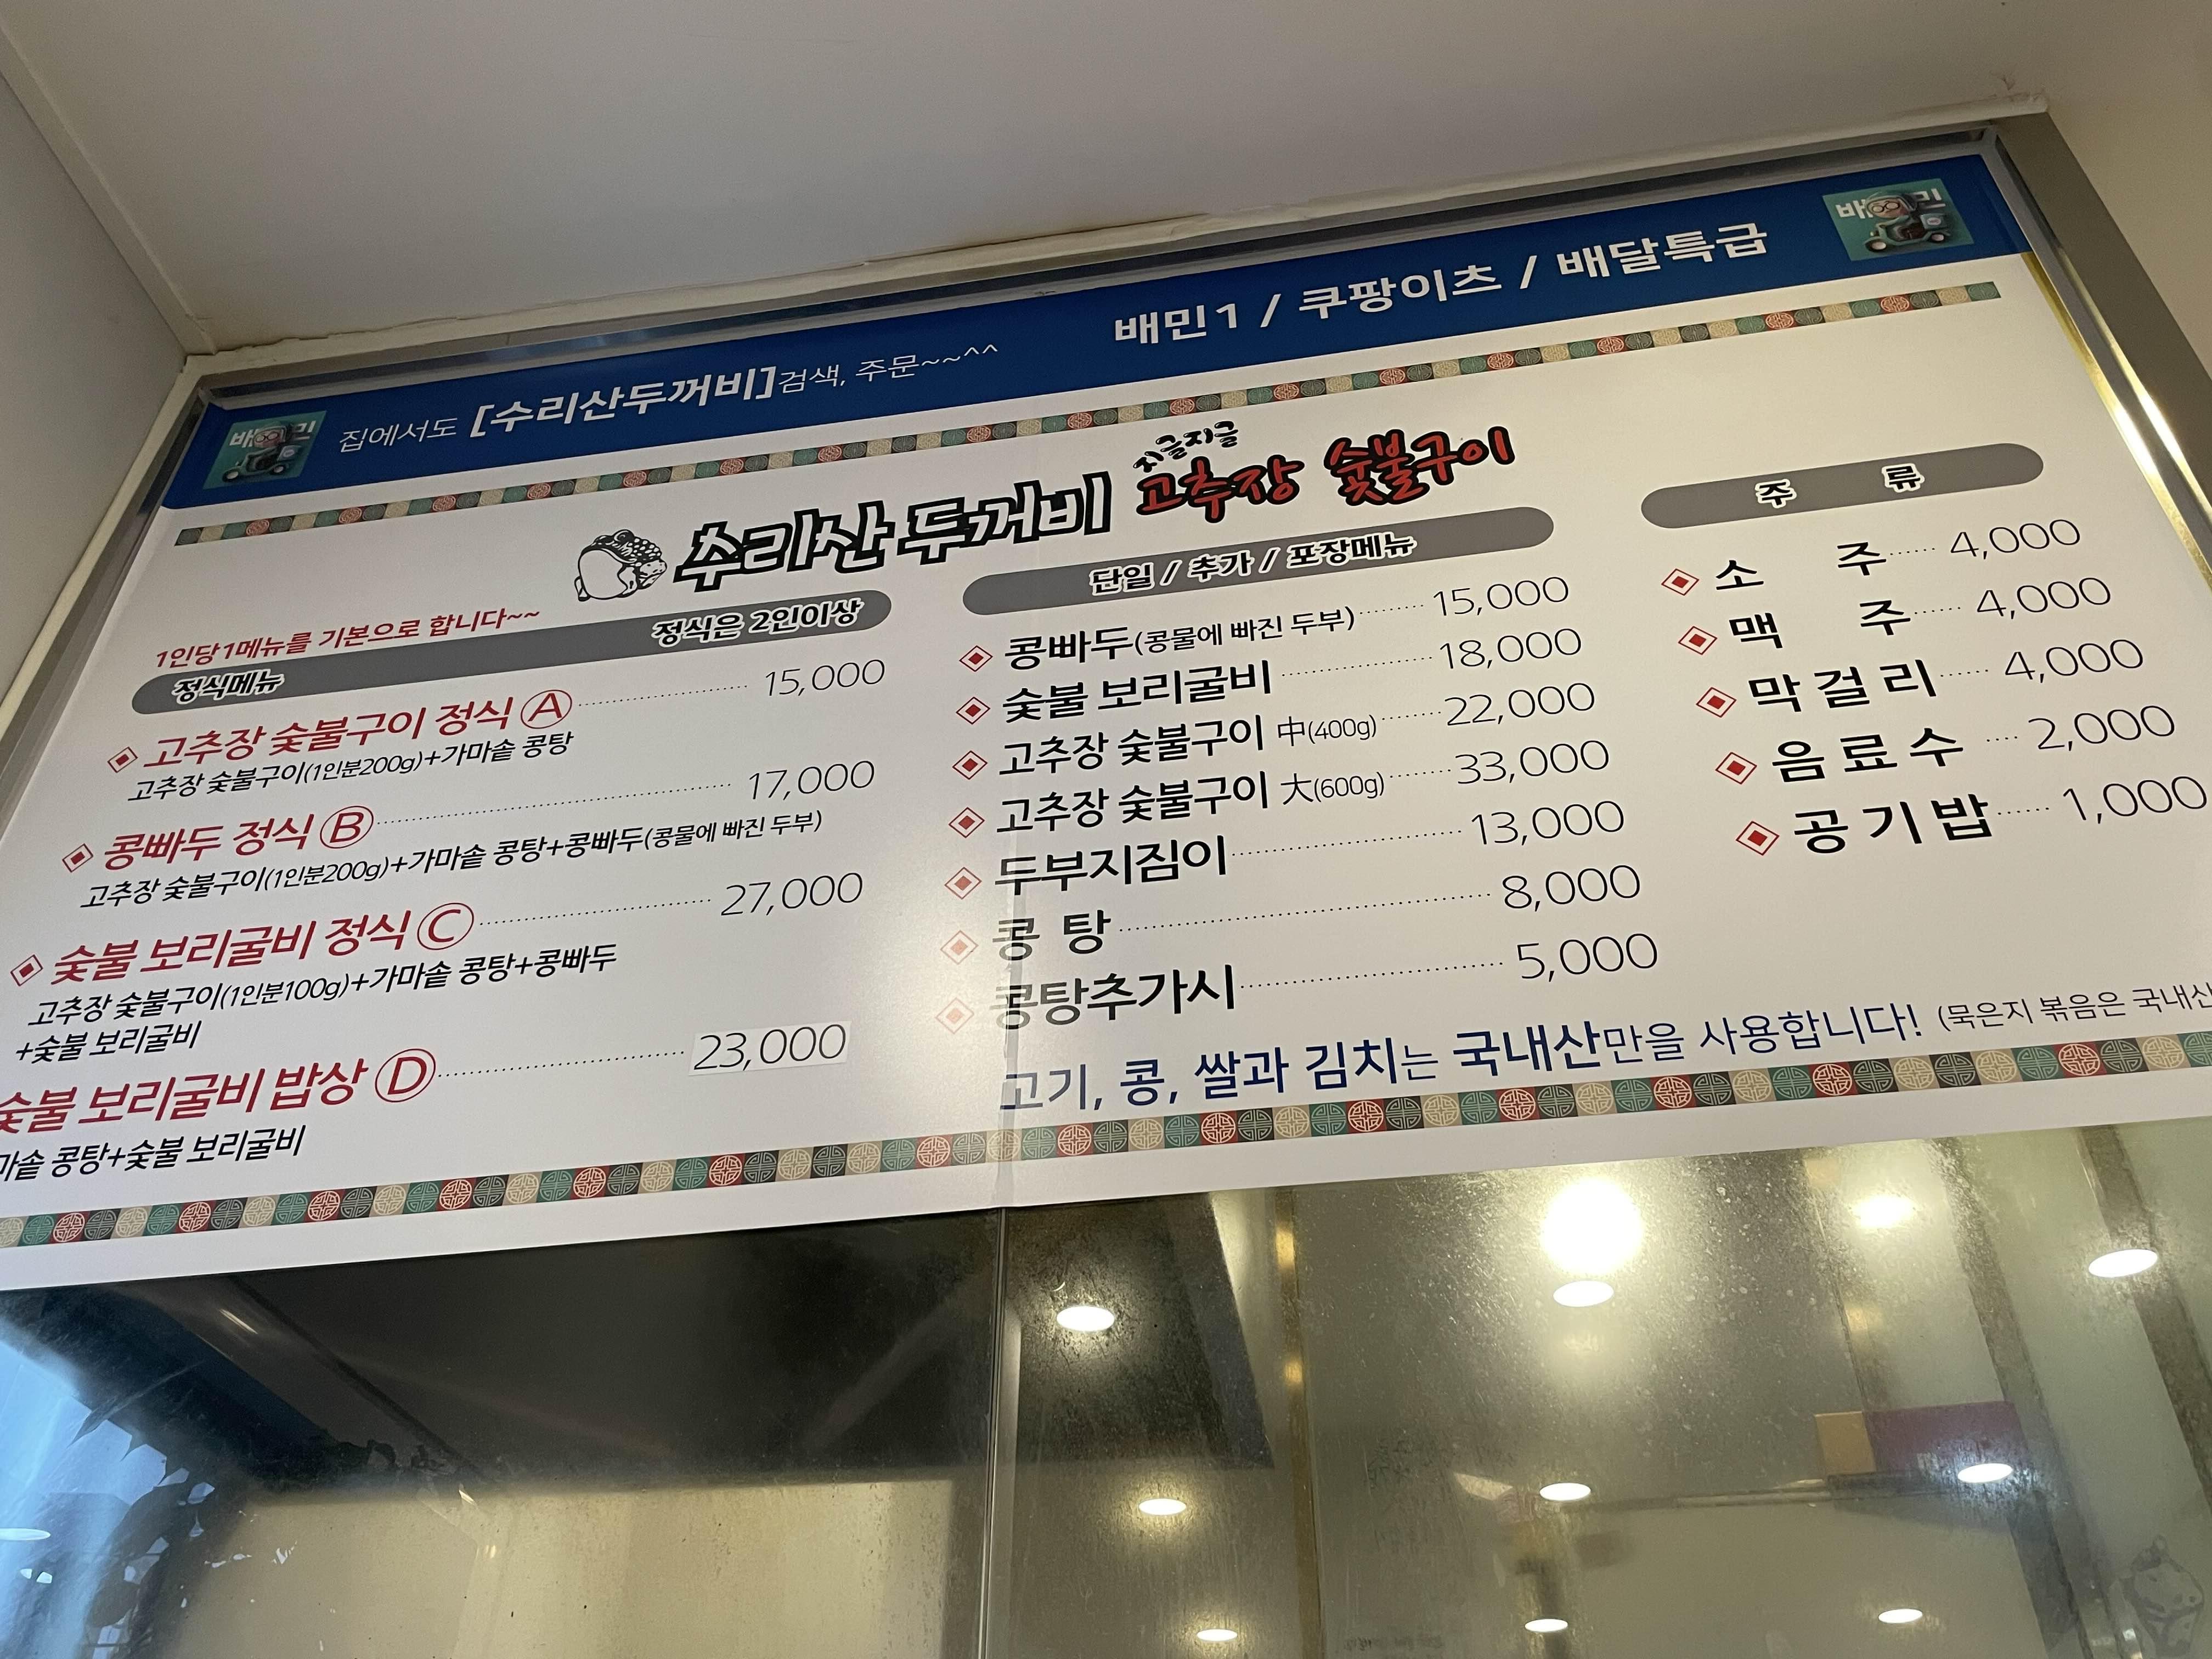 집에서도 [수리산두꺼비]검색, 주문~~^^
배민1 / 쿠팡이츠 / 배달특급
수리산 두꺼비
지글지글
고추장 숯불구이
1인당1메뉴를 기본으로 합니다~~
정식메뉴
정식은 2인이상
고추장 숯불구이 정식 Ⓐ 15,000
고추장 숯불구이(1인분200g)+가마솥 콩탕
콩빠두 정식 Ⓑ 17,000
고추장 숯불구이(1인분200g)+가마솥 콩탕+콩빠두(콩물에 빠진 두부)
숯불 보리굴비 정식 Ⓒ 27,000
고추장 숯불구이(1인분100g)+가마솥 콩탕+콩빠두
+숯불 보리굴비
숯불 보리굴비 밥상 Ⓓ 23,000
마솥 콩탕+숯불 보리굴비
단일 / 추가 / 포장메뉴
콩빠두(콩물에 빠진 두부) 15,000
숯불 보리굴비 18,000
고추장 숯불구이 中(400g) 22,000
고추장 숯불구이 大(600g) 33,000
두부지짐이 13,000
콩 탕 8,000
콩탕추가시 5,000
주 류
소 주 4,000
맥 주 4,000
막걸리 4,000
음료수 2,000
공기밥 1,000
고기, 콩, 쌀과 김치는 국내산만을 사용합니다! (묵은지 볶음은 국내산